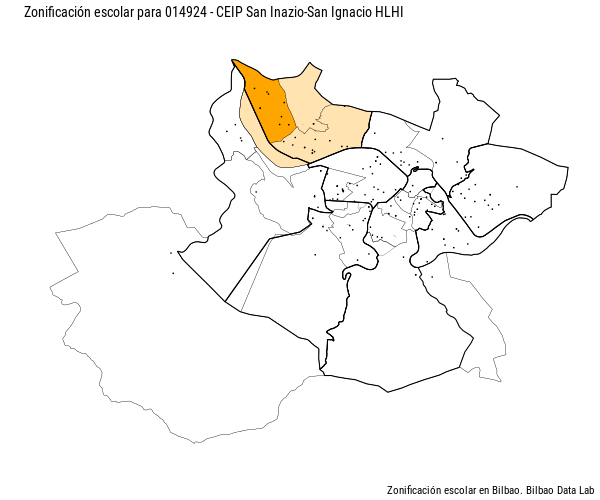 Zonificación escolar para 014924 - CEIP San Inazio-San Ignacio HLHI
Zonificación escolar en Bilbao. Bilbao Data Lab